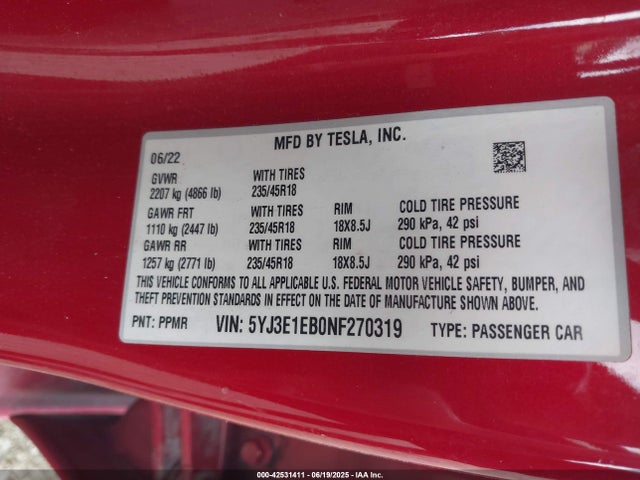 MFD BY TESLA, INC.
06/22
GVWR WITH TIRES
2207 kg (4866 lb) 235/45R18
GAWR FRT WITH TIRES RIM COLD TIRE PRESSURE
1110 kg (2447 lb) 235/45R18 18X8.5J 290 kPa, 42 psi
GAWR RR WITH TIRES RIM COLD TIRE PRESSURE
1257 kg (2771 lb) 235/45R18 18X8.5J 290 kPa, 42 psi
THIS VEHICLE CONFORMS TO ALL APPLICABLE U.S. FEDERAL MOTOR VEHICLE SAFETY, BUMPER, AND
THEFT PREVENTION STANDARDS IN EFFECT ON THE DATE OF MANUFACTURE SHOWN ABOVE.
PNT: PPMR VIN: 5YJ3E1EB0NF270319 TYPE: PASSENGER CAR
000-42531411 - 06/19/2025 - IAA Inc.